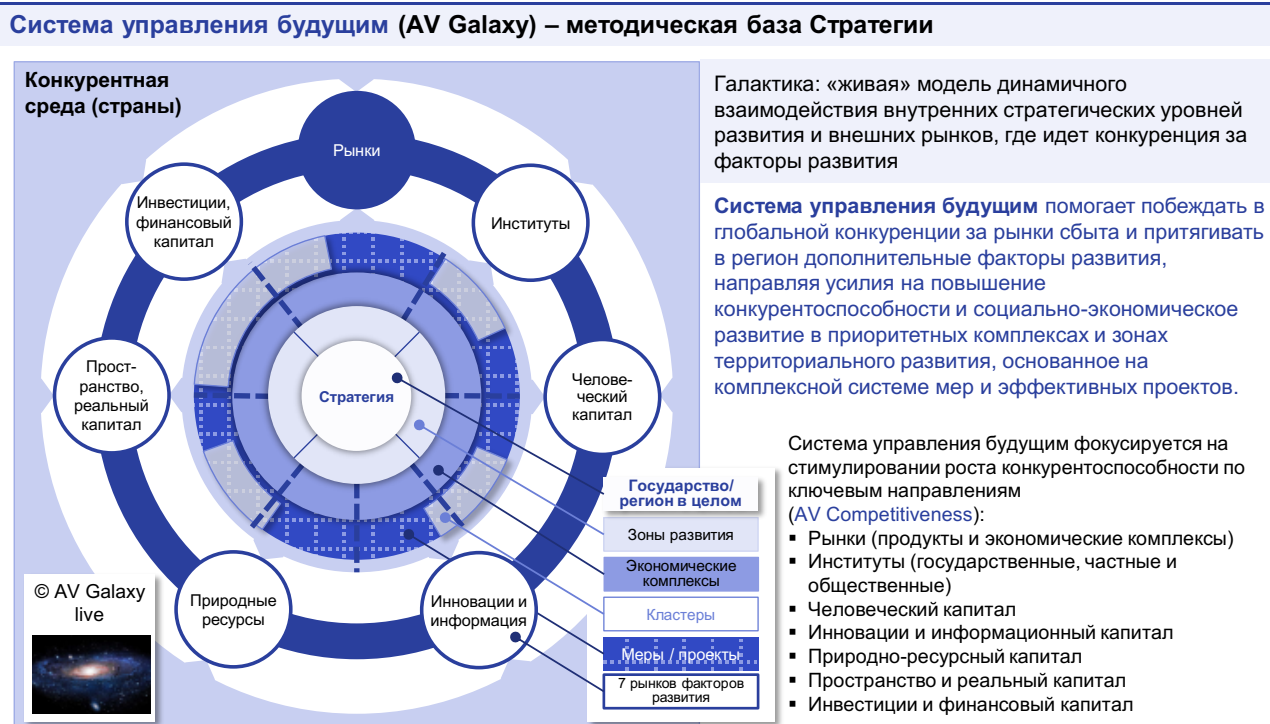 Система управления будущим (AV Galaxy) – методическая база Стратегии
Конкурентная
среда (страны)
Рынки
Инвестиции,
финансовый
капитал
Институты
Прост-
ранство,
реальный
капитал
Стратегия
Челове-
ческий
капитал
Природные
ресурсы
Инновации и
информация
Государство/
регион в целом
Зоны развития
Экономические
комплексы
Кластеры
Меры / проекты
7 рынков факторов
развития
© AV Galaxy
live
Галактика: «живая» модель динамичного
взаимодействия внутренних стратегических уровней
развития и внешних рынков, где идет конкуренция за
факторы развития
Система управления будущим помогает побеждать в
глобальной конкуренции за рынки сбыта и притягивать
в регион дополнительные факторы развития,
направляя усилия на повышение
конкурентоспособности и социально-экономическое
развитие в приоритетных комплексах и зонах
территориального развития, основанное на
комплексной системе мер и эффективных проектов.
Система управления будущим фокусируется на
стимулировании роста конкурентоспособности по
ключевым направлениям
(AV Competitiveness):
▪ Рынки (продукты и экономические комплексы)
▪ Институты (государственные, частные и
общественные)
▪ Человеческий капитал
▪ Инновации и информационный капитал
▪ Природно-ресурсный капитал
▪ Пространство и реальный капитал
▪ Инвестиции и финансовый капитал